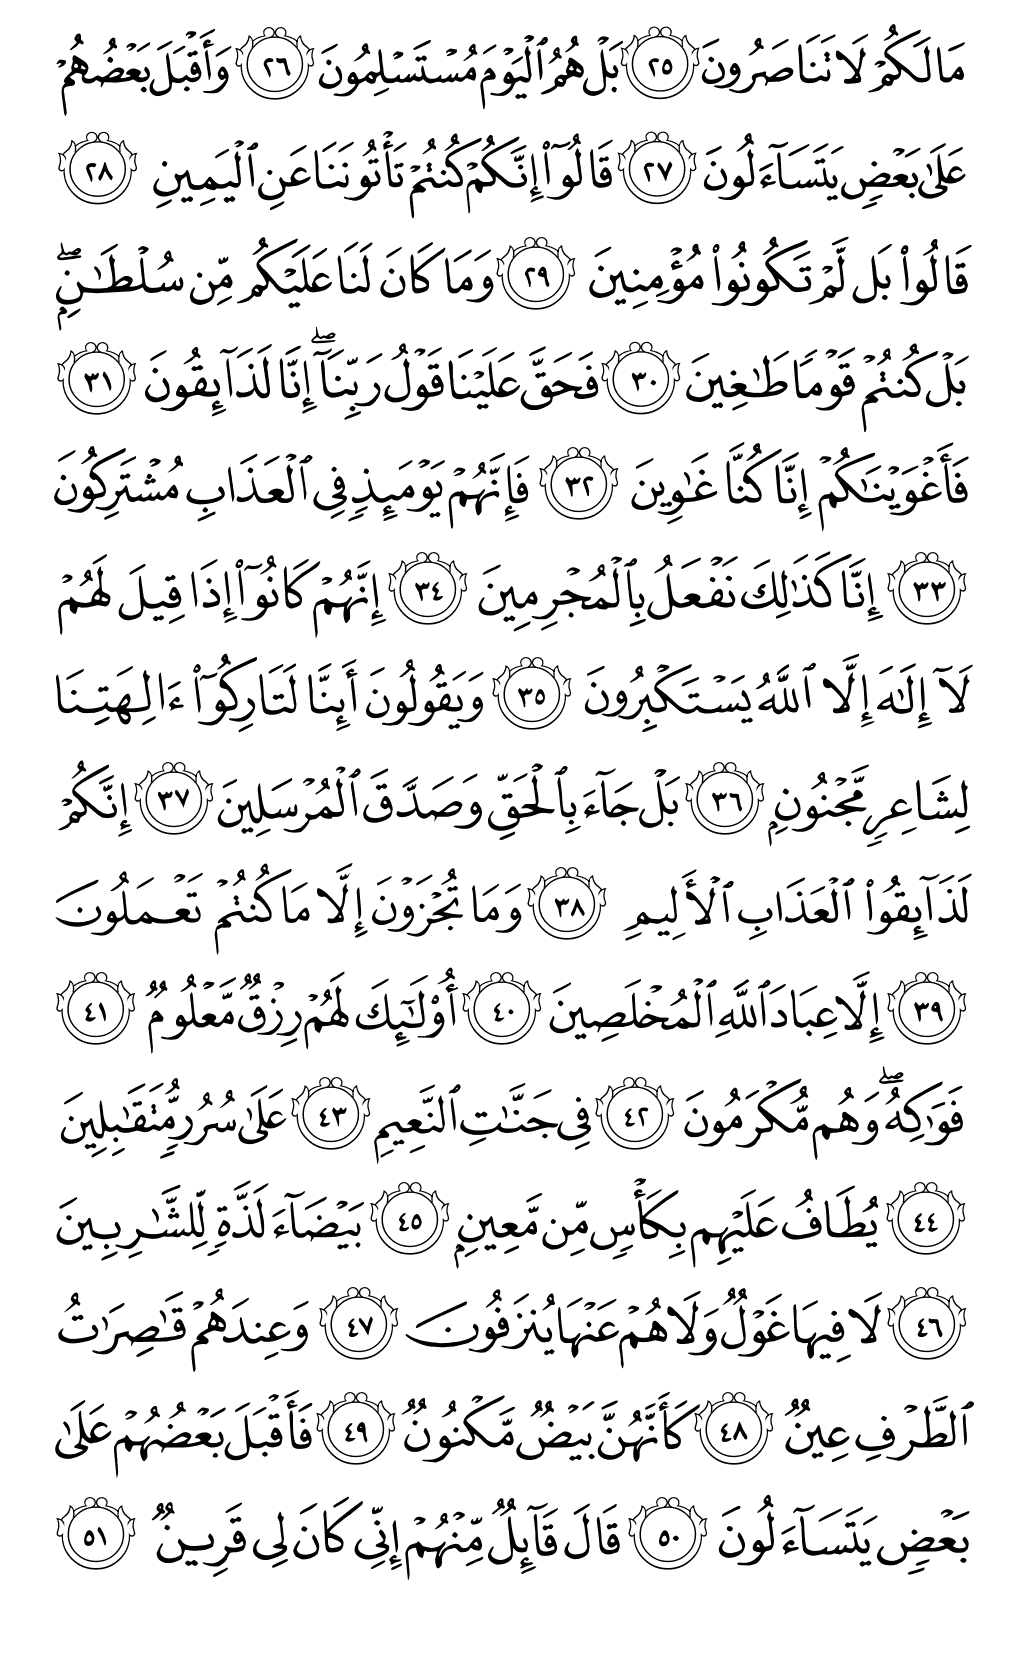 مَا لَكُمْ لَا تَنَاصَرُونَ ٢٥ بَلْ هُمُ ٱلْيَوْمَ مُسْتَسْلِمُونَ ٢٦ وَأَقْبَلَ بَعْضُهُمْ
عَلَىٰ بَعْضٍ يَتَسَآءَلُونَ ٢٧ قَالُوٓا۟ إِنَّكُمْ كُنتُمْ تَأْتُونَنَا عَنِ ٱلْيَمِينِ ٢٨
قَالُوا۟ بَل لَّمْ تَكُونُوا۟ مُؤْمِنِينَ ٢٩ وَمَا كَانَ لَنَا عَلَيْكُم مِّن سُلْطَـٰنٍۭ ۖ
بَلْ كُنتُمْ قَوْمًا طَـٰغِينَ ٣٠ فَحَقَّ عَلَيْنَا قَوْلُ رَبِّنَآ ۖ إِنَّا لَذَآئِقُونَ ٣١
فَأَغْوَيْنَـٰكُمْ إِنَّا كُنَّا غَـٰوِينَ ٣٢ فَإِنَّهُمْ يَوْمَئِذٍ فِى ٱلْعَذَابِ مُشْتَرِكُونَ
٣٣ إِنَّا كَذَٰلِكَ نَفْعَلُ بِٱلْمُجْرِمِينَ ٣٤ إِنَّهُمْ كَانُوٓا۟ إِذَا قِيلَ لَهُمْ
لَآ إِلَـٰهَ إِلَّا ٱللَّهُ يَسْتَكْبِرُونَ ٣٥ وَيَقُولُونَ أَئِنَّا لَتَارِكُوٓا۟ ءَالِهَتِنَا
لِشَاعِرٍ مَّجْنُونٍۭ ٣٦ بَلْ جَآءَ بِٱلْحَقِّ وَصَدَّقَ ٱلْمُرْسَلِينَ ٣٧ إِنَّكُمْ
لَذَآئِقُوا۟ ٱلْعَذَابِ ٱلْأَلِيمِ ٣٨ وَمَا تُجْزَوْنَ إِلَّا مَا كُنتُمْ تَعْمَلُونَ
٣٩ إِلَّا عِبَادَ ٱللَّهِ ٱلْمُخْلَصِينَ ٤٠ أُو۟لَـٰٓئِكَ لَهُمْ رِزْقٌ مَّعْلُومٌ ٤١
فَوَٰكِهُ ۖ وَهُم مُّكْرَمُونَ ٤٢ فِى جَنَّـٰتِ ٱلنَّعِيمِ ٤٣ عَلَىٰ سُرُرٍ مُّتَقَـٰبِلِينَ
٤٤ يُطَافُ عَلَيْهِم بِكَأْسٍ مِّن مَّعِينٍۭ ٤٥ بَيْضَآءَ لَذَّةٍ لِّلشَّـٰرِبِينَ
٤٦ لَا فِيهَا غَوْلٌ وَلَا هُمْ عَنْهَا يُنزَفُونَ ٤٧ وَعِندَهُمْ قَـٰصِرَٰتُ
ٱلطَّرْفِ عِينٌ ٤٨ كَأَنَّهُنَّ بَيْضٌ مَّكْنُونٌ ٤٩ فَأَقْبَلَ بَعْضُهُمْ عَلَىٰ
بَعْضٍ يَتَسَآءَلُونَ ٥٠ قَالَ قَآئِلٌ مِّنْهُمْ إِنِّى كَانَ لِى قَرِينٌ ٥١